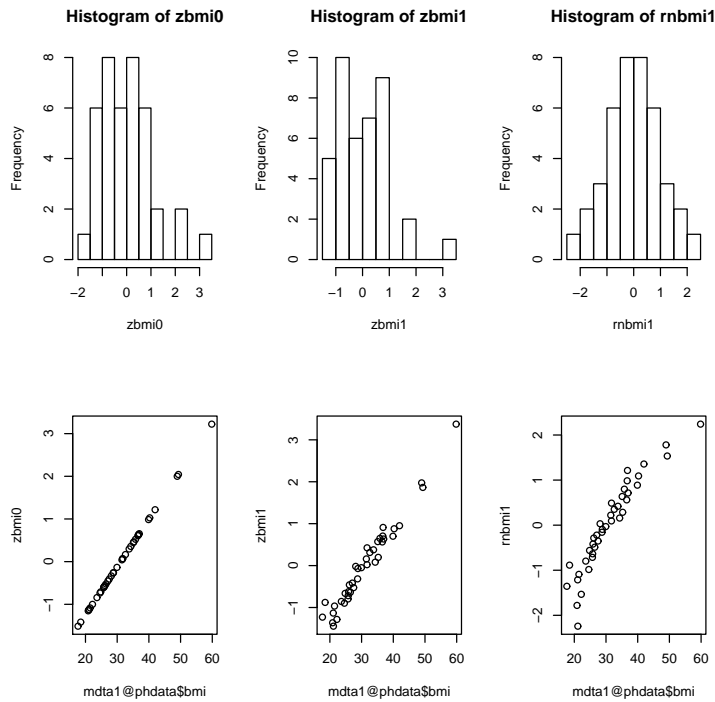 Histogram of zbmi0
Frequency
0 2 4 6 8
−2 0 1 2 3
zbmi0
Histogram of zbmi1
Frequency
0 2 4 6 8 10
−1 0 1 2 3
zbmi1
Histogram of rnbmi1
Frequency
0 2 4 6 8
−2 −1 0 1 2
rnbmi1
zbmi0
−1 0 1 2 3
20 30 40 50 60
mdta1@phdata$bmi
zbmi1
−1 0 1 2 3
20 30 40 50 60
mdta1@phdata$bmi
rnbmi1
−2 −1 0 1 2
20 30 40 50 60
mdta1@phdata$bmi